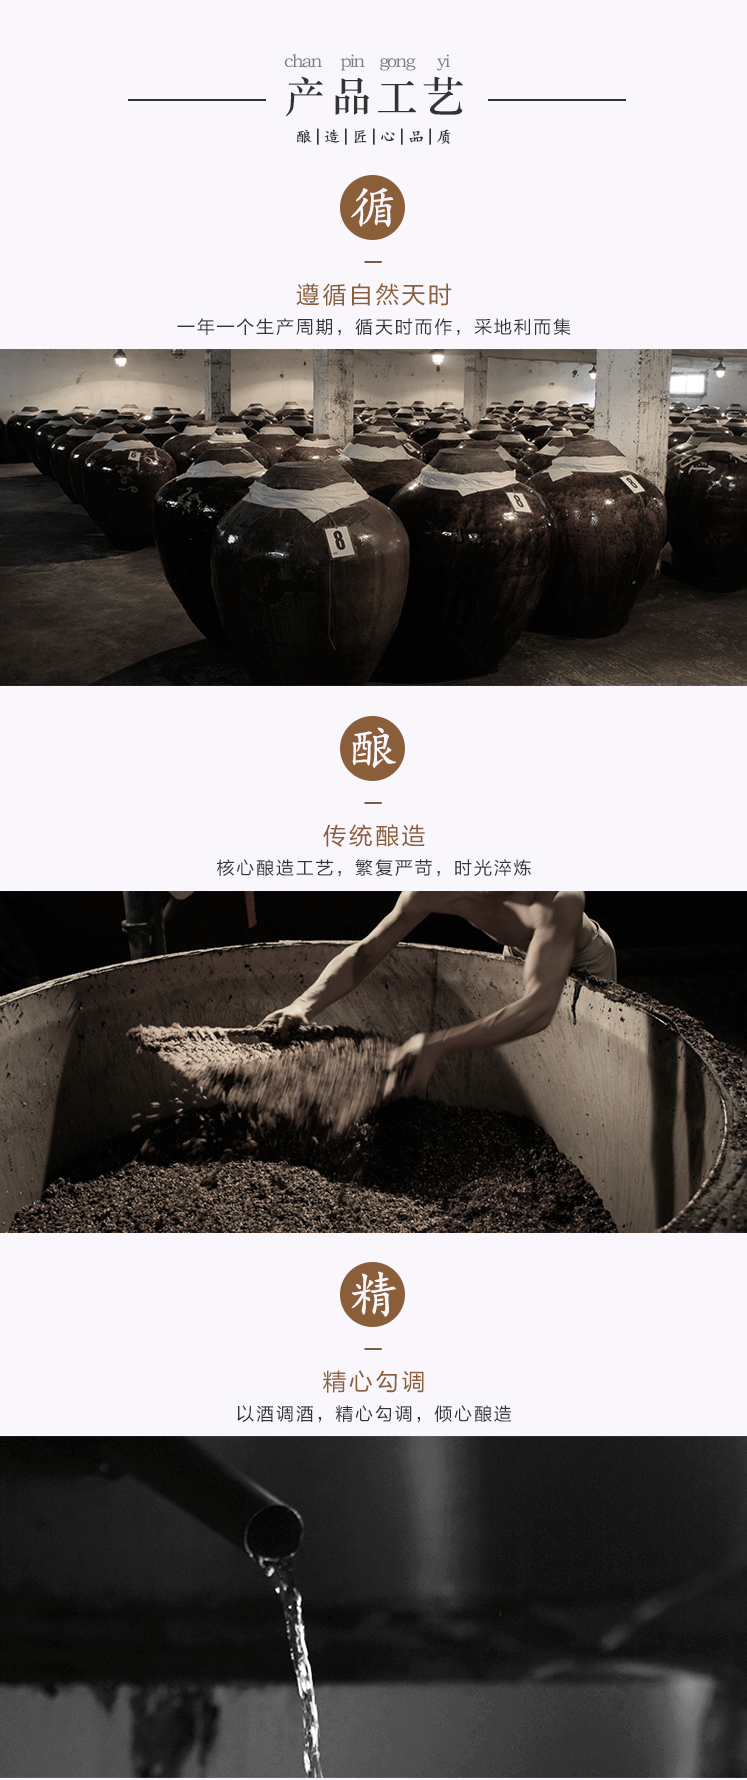 chan pin gong yi
产品工艺
酿|造|匠|心|品|质
循
遵循自然天时
一年一个生产周期，循天时而作，采地利而集
8
8
8
酿
传统酿造
核心酿造工艺，繁复严苛，时光淬炼
精
精心勾调
以酒调酒，精心勾调，倾心酿造